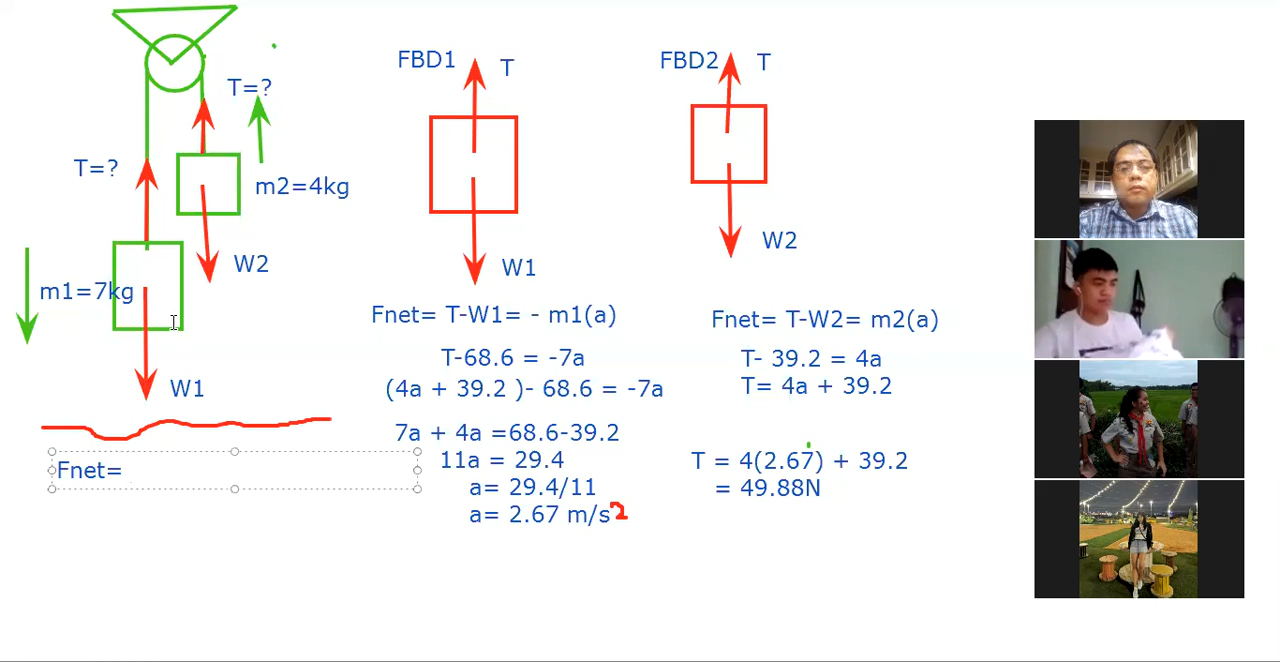 T=?
T=?
m2=4kg
W2
m1=7kg
W1
Fnet=
FBD1
T
W1
Fnet= T-W1= - m1(a)
T-68.6 = -7a
(4a + 39.2 )- 68.6 = -7a
7a + 4a =68.6-39.2
11a = 29.4
a= 29.4/11
a= 2.67 m/s2
FBD2
T
W2
Fnet= T-W2= m2(a)
T- 39.2 = 4a
T= 4a + 39.2
T = 4(2.67) + 39.2
= 49.88N